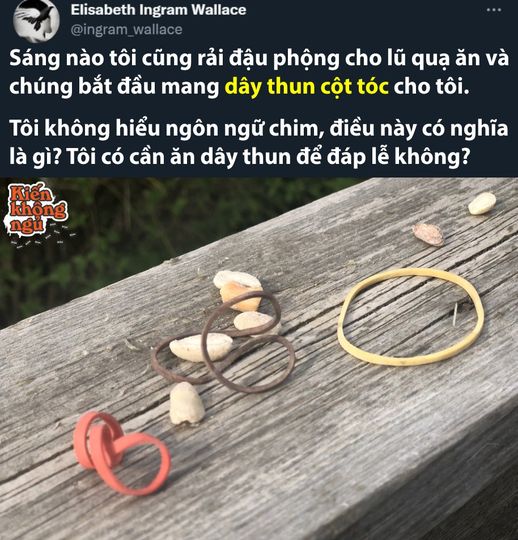 Elisabeth Ingram Wallace
@ingram_wallace
Sáng nào tôi cũng rải đậu phộng cho lũ quạ ăn và
chúng bắt đầu mang dây thun cột tóc cho tôi.
Tôi không hiểu ngôn ngữ chim, điều này có nghĩa
là gì? Tôi có cần ăn dây thun để đáp lễ không?
Kiến
không
ngủ